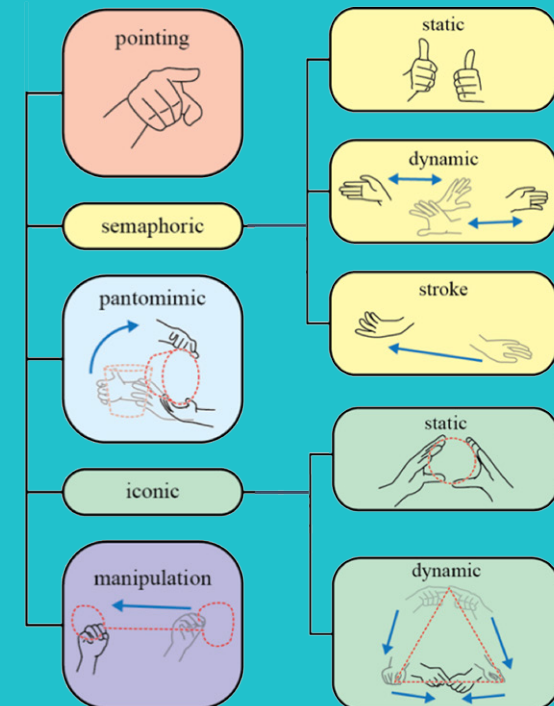 pointing
semaphoric
static
dynamic
stroke
pantomimic
iconic
static
dynamic
manipulation